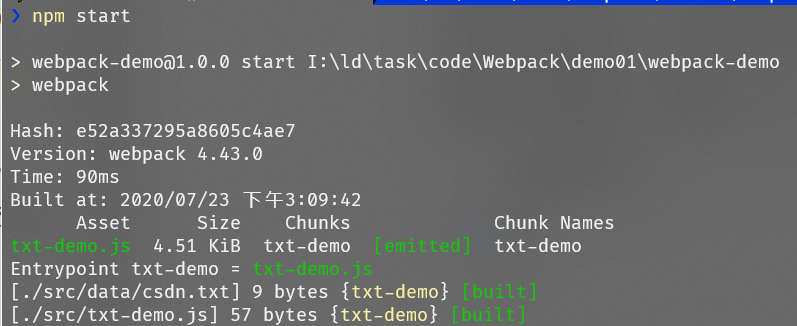 ❯ npm start
> webpack-demo@1.0.0 start I:\ld\task\code\Webpack\demo01\webpack-demo
> webpack
Hash: e52a337295a8605c4ae7
Version: webpack 4.43.0
Time: 90ms
Built at: 2020/07/23 下午3:09:42
Asset Size Chunks Chunk Names
txt-demo.js 4.51 KiB txt-demo [emitted] txt-demo
Entrypoint txt-demo = txt-demo.js
[./src/data/csdn.txt] 9 bytes {txt-demo} [built]
[./src/txt-demo.js] 57 bytes {txt-demo} [built]